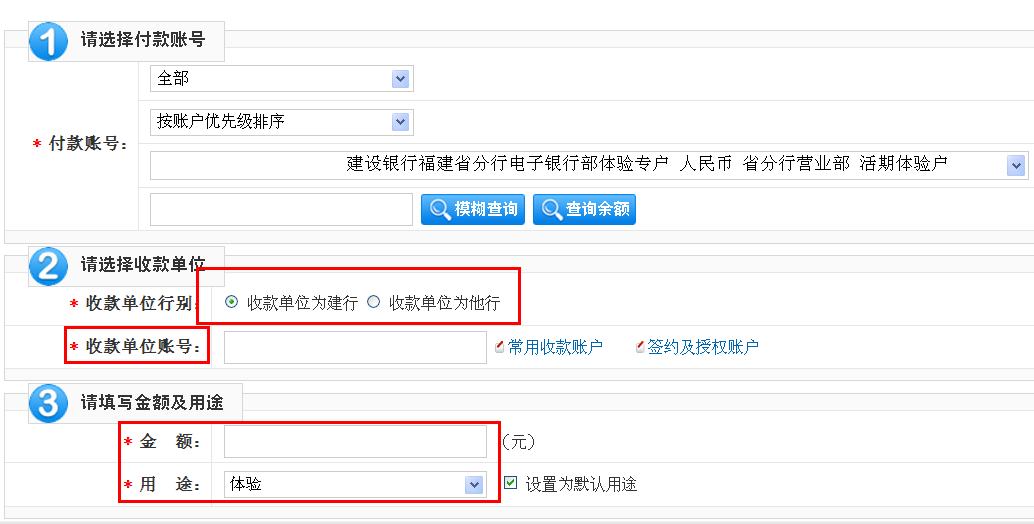 1 请选择付款账号
全部
按账户优先级排序
* 付款账号：
建设银行福建省分行电子银行部体验专户 人民币 省分行营业部 活期体验户
模糊查询 查询余额
2 请选择收款单位
* 收款单位行别： 收款单位为建行 收款单位为他行
* 收款单位账号： 常用收款账户 签约及授权账户
3 请填写金额及用途
* 金 额： （元）
* 用 途： 体验 设置为默认用途